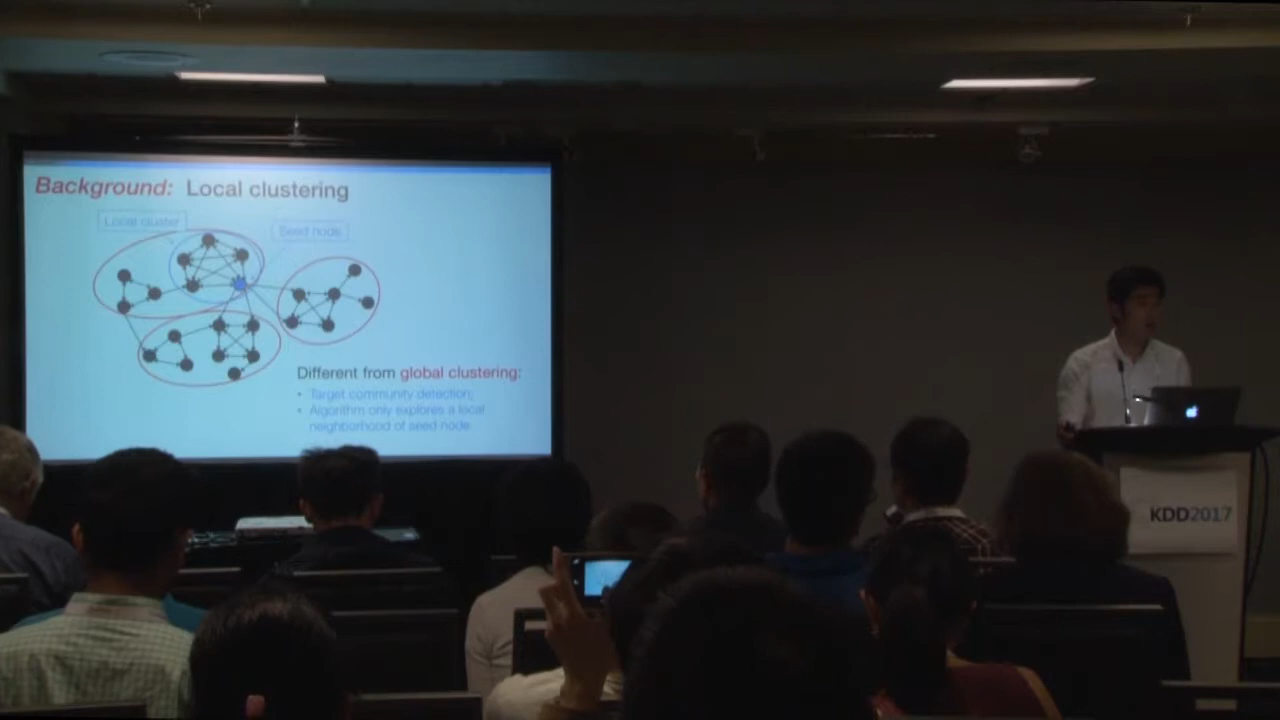 Background: Local clustering
Local cluster
Seed node
Different from global clustering:
• Target community detection;
• Algorithm only explores a local
neighborhood of seed node.
KDD2017